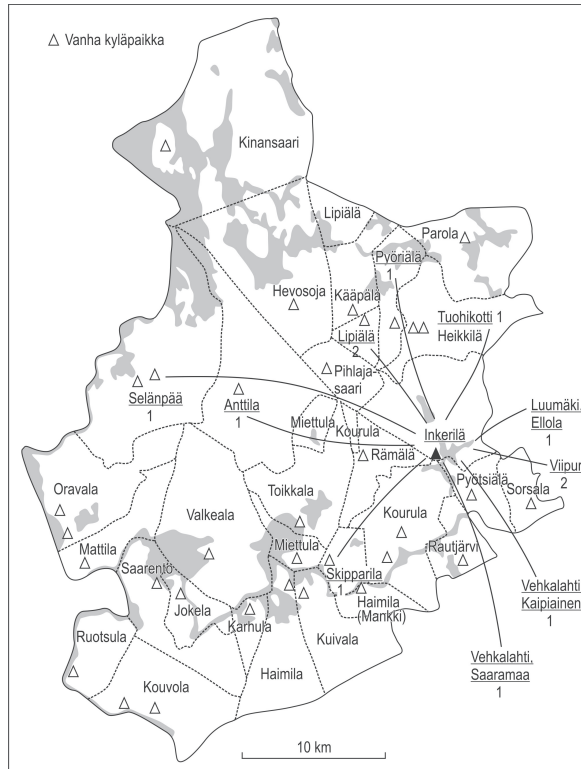 Vanha kyläpaikka
Kinansaari
Lipiälä
Parola
Pyöriälä
1
Hevosoja
Kääpälä
Tuohikotti 1
Heikkilä
Lipiälä
2
Pihlaja-
saari
Selänpää
1
Anttila
1
Miettula
Kourula
Inkerilä
Luumäki,
Ellola
1
Rämälä
Viipuri
2
Pyötsiälä
Sorsala
Oravala
Toikkala
Valkeala
Kourula
Mattila
Miettula
Rautjärvi
Saarento
Skipparila
1
Jokela
Haimila
(Mankki)
Vehkalahti,
Kaipiainen
1
Karhula
Ruotsula
Kuivala
Haimila
Kouvola
Vehkalahti,
Saaramaa
1
10 km